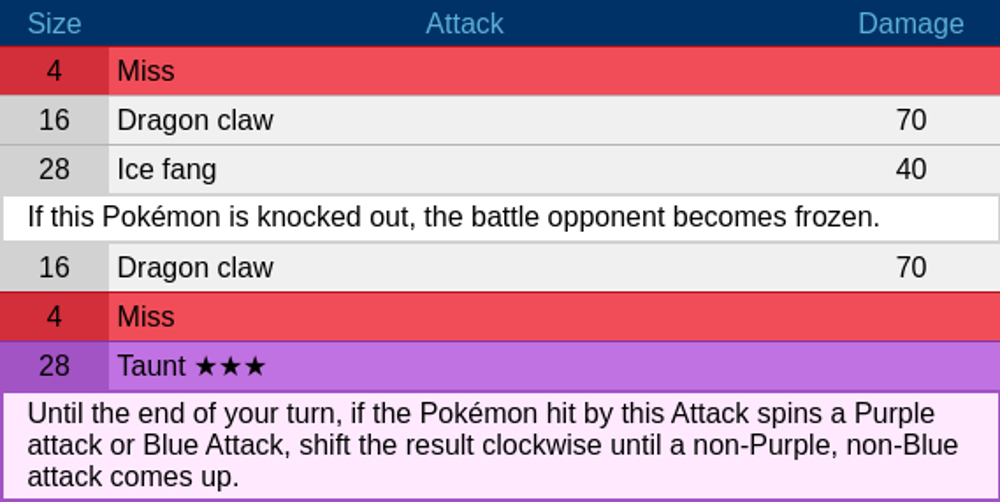 Size Attack Damage
4 Miss
16 Dragon claw 70
28 Ice fang 40
If this Pokémon is knocked out, the battle opponent becomes frozen.
16 Dragon claw 70
4 Miss
28 Taunt ★★★
Until the end of your turn, if the Pokémon hit by this Attack spins a Purple
attack or Blue Attack, shift the result clockwise until a non-Purple, non-Blue
attack comes up.